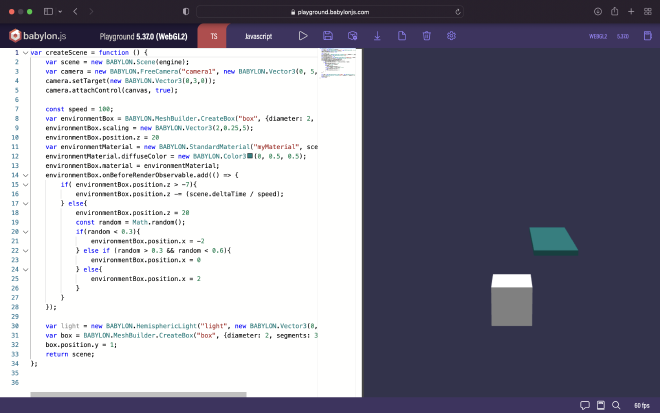 playground.babylonjs.com
babylon.js
Playground 5.37.0 (WebGL2)
TS
Javascript
WEBGL2
5.37.0
1 var createScene = function () {
2 var scene = new BABYLON.Scene(engine);
3 var camera = new BABYLON.FreeCamera("camera1", new BABYLON.Vector3(0, 5,
4 camera.setTarget(new BABYLON.Vector3(0,3,0));
5 camera.attachControl(canvas, true);
6
7 const speed = 100;
8 var environmentBox = BABYLON.MeshBuilder.CreateBox("box", {diameter: 2,
9 environmentBox.scaling = new BABYLON.Vector3(2,0.25,5);
10 environmentBox.position.z = 20
11 var environmentMaterial = new BABYLON.StandardMaterial("myMaterial", sce
12 environmentMaterial.diffuseColor = new BABYLON.Color3(0, 0.5, 0.5);
13 environmentBox.material = environmentMaterial;
14 environmentBox.onBeforeRenderObservable.add(() => {
15 if( environmentBox.position.z > -7){
16 environmentBox.position.z -= (scene.deltaTime / speed);
17 } else{
18 environmentBox.position.z = 20
19 const random = Math.random();
20 if(random < 0.3){
21 environmentBox.position.x = -2
22 } else if (random > 0.3 && random < 0.6){
23 environmentBox.position.x = 0
24 } else{
25 environmentBox.position.x = 2
26 }
27 }
28 });
29
30 var light = new BABYLON.HemisphericLight("light", new BABYLON.Vector3(0,
31 var box = BABYLON.MeshBuilder.CreateBox("box", {diameter: 2, segments: 3
32 box.position.y = 1;
33 return scene;
34 };
35
36
60 fps